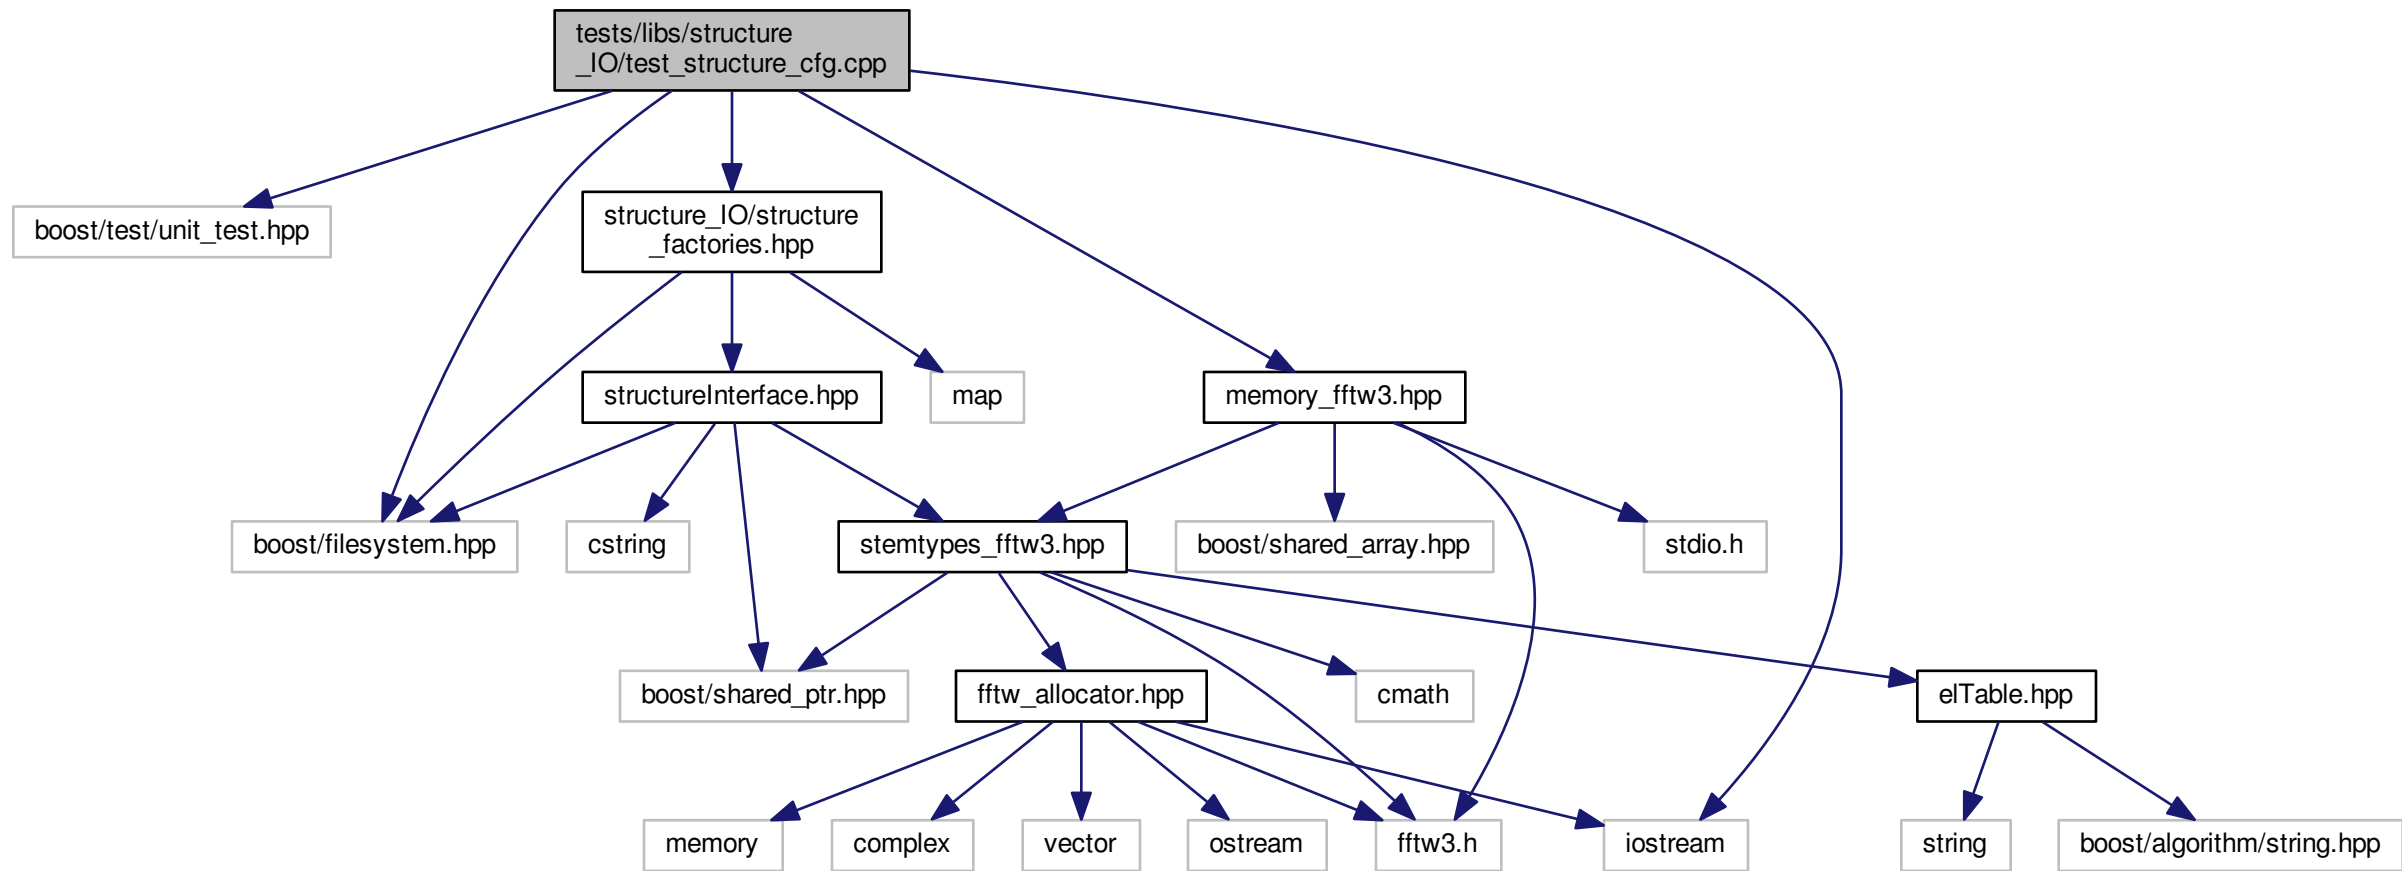 tests/libs/structure
_IO/test_structure_cfg.cpp
boost/test/unit_test.hpp
structure_IO/structure
_factories.hpp
structureInterface.hpp
map
memory_fftw3.hpp
boost/filesystem.hpp
cstring
stemtypes_fftw3.hpp
boost/shared_array.hpp
stdio.h
boost/shared_ptr.hpp
fftw_allocator.hpp
cmath
elTable.hpp
memory
complex
vector
ostream
fftw3.h
iostream
string
boost/algorithm/string.hpp